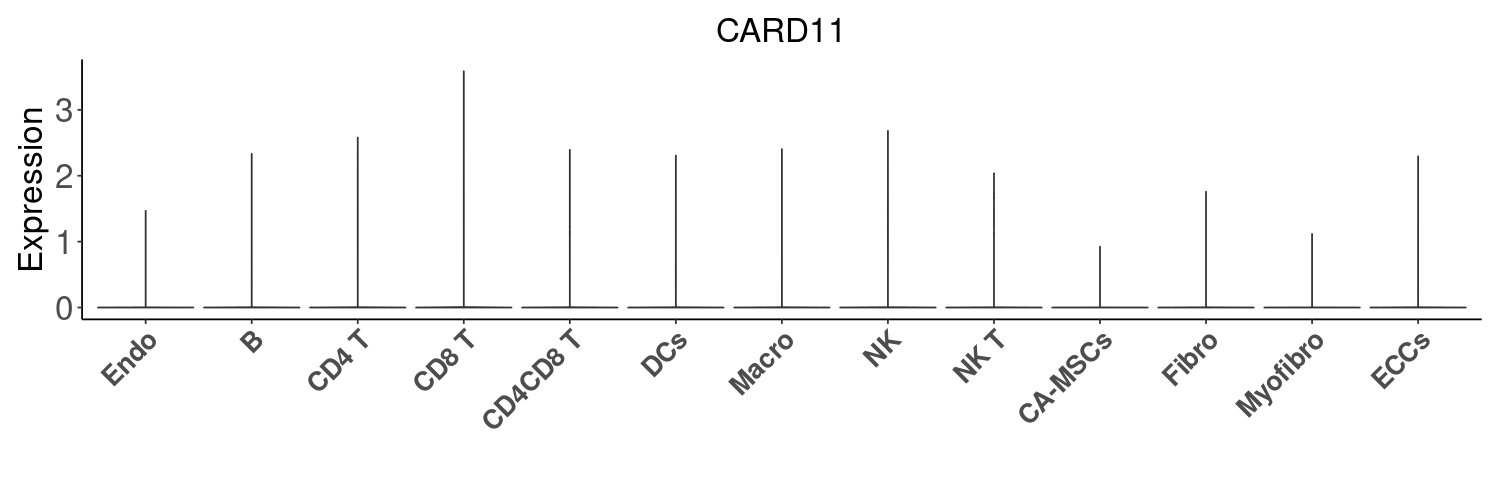 CARD11
Expression
3
2
1
0
Endo B CD4 T CD8 T CD4CD8 T DCs Macro NK NK T CA-MSCs Fibro Myofibro ECCs